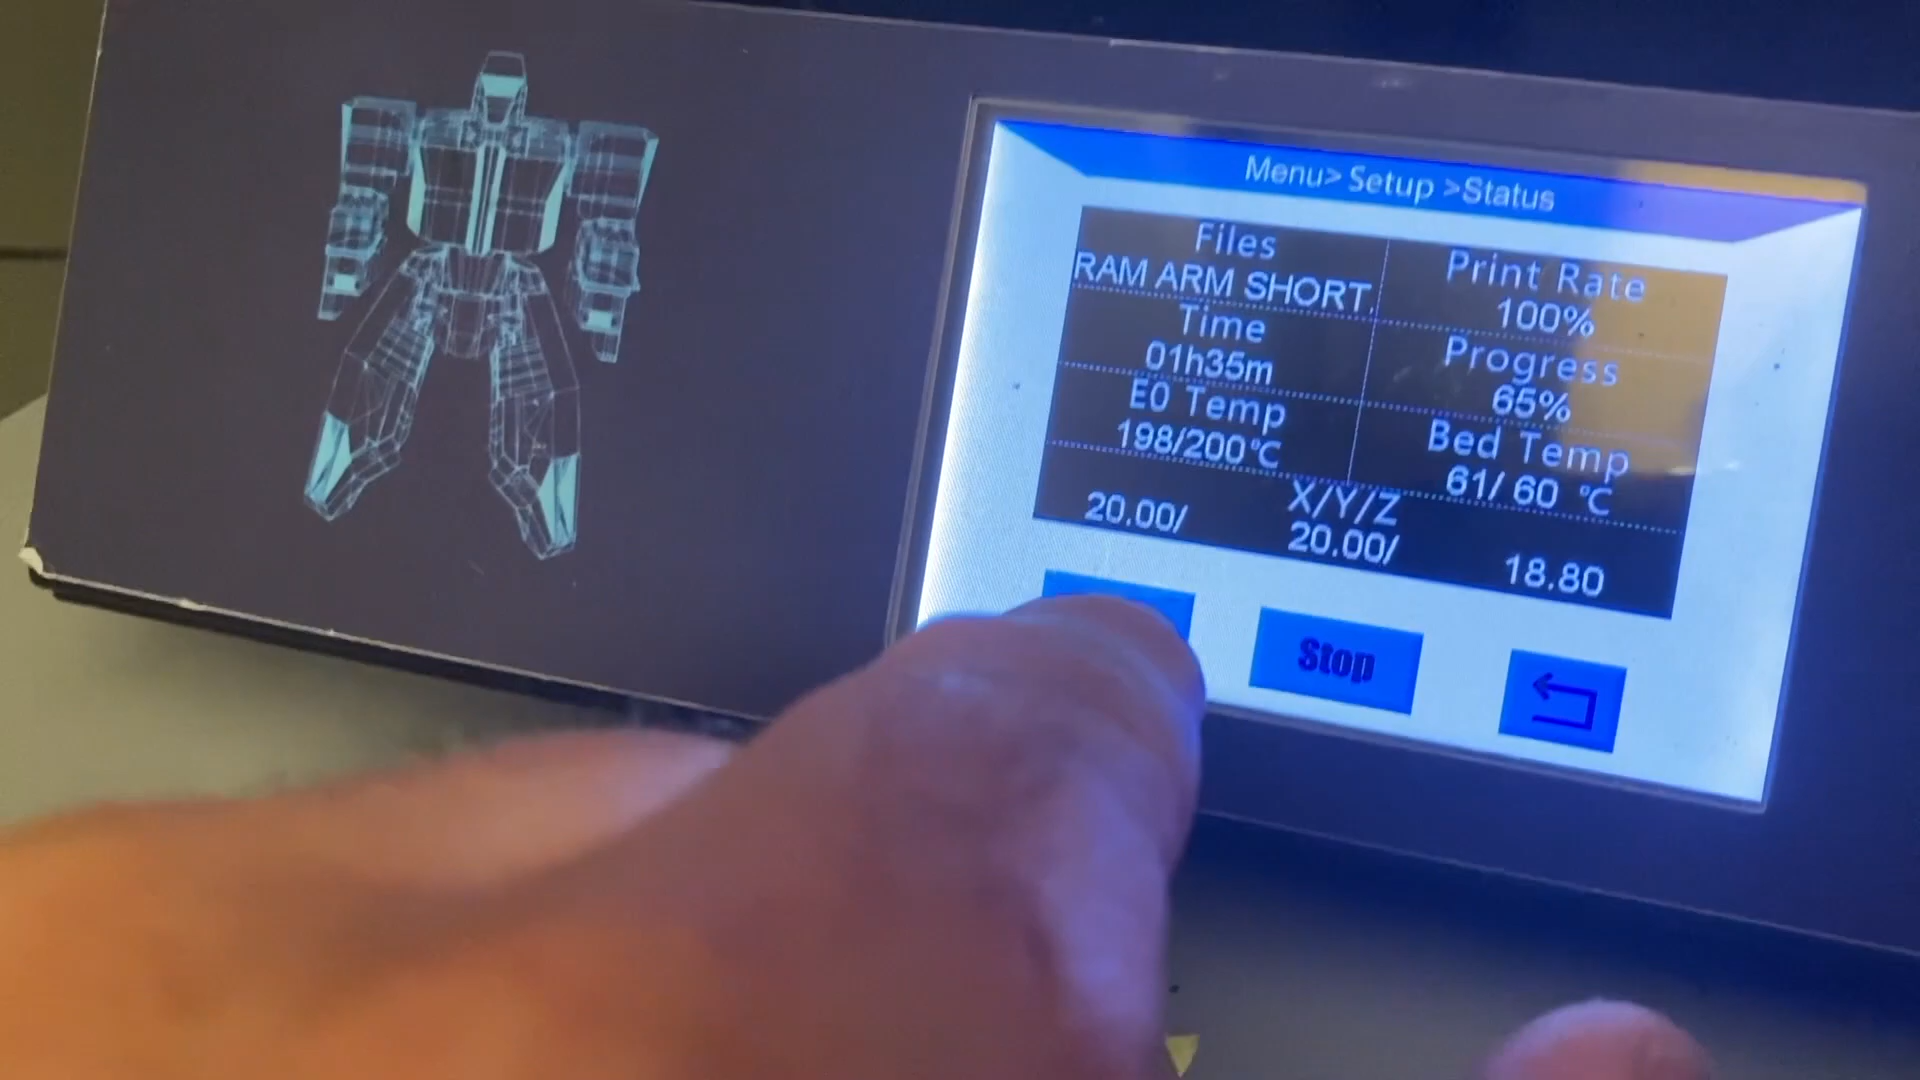 Menu> Setup >Status
Files
RAM ARM SHORT.
Print Rate
100%
Time
01h35m
Progress
65%
E0 Temp
198/200℃
Bed Temp
61/ 60 ℃
X/Y/Z
20.00/ 20.00/ 18.80
Stop